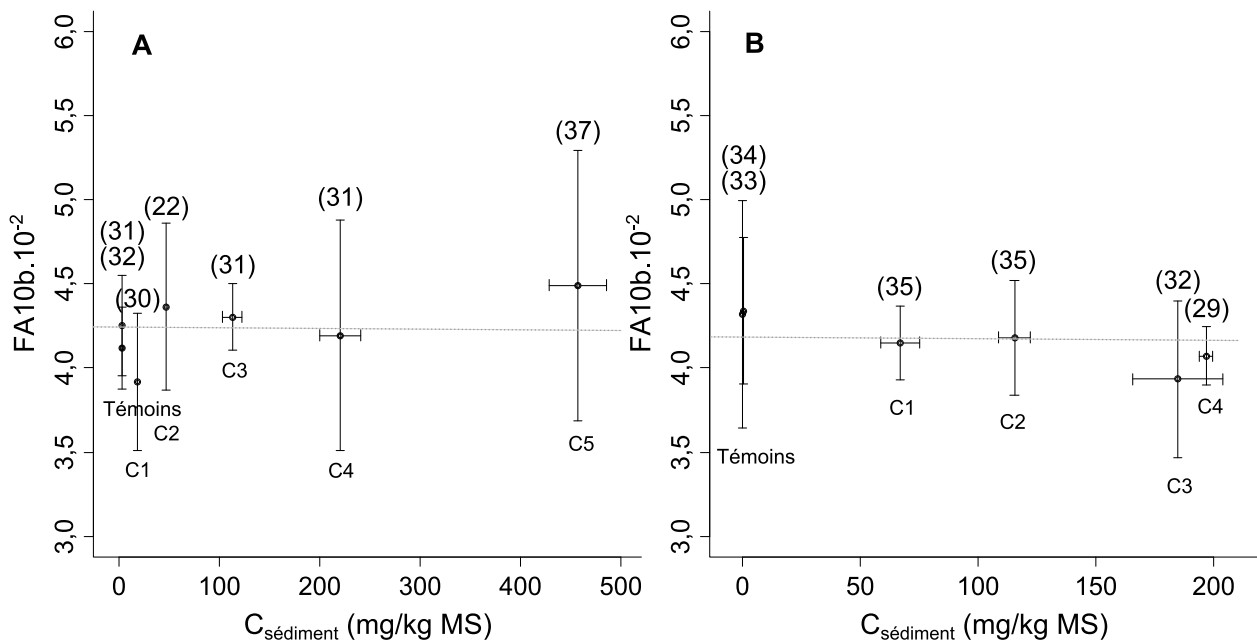 A
FA10b.10-2
6,0
5,5
5,0
4,5
4,0
3,5
3,0
(31)
(32)
(30)
(22)
(31)
(31)
(37)
Témoins
C1
C2
C3
C4
C5
0 100 200 300 400 500
Csédiment (mg/kg MS)
B
FA10b.10-2
6,0
5,5
5,0
4,5
4,0
3,5
3,0
(34)
(33)
(35)
(35)
(32)
(29)
Témoins
C1
C2
C3
C4
0 50 100 150 200
Csédiment (mg/kg MS)